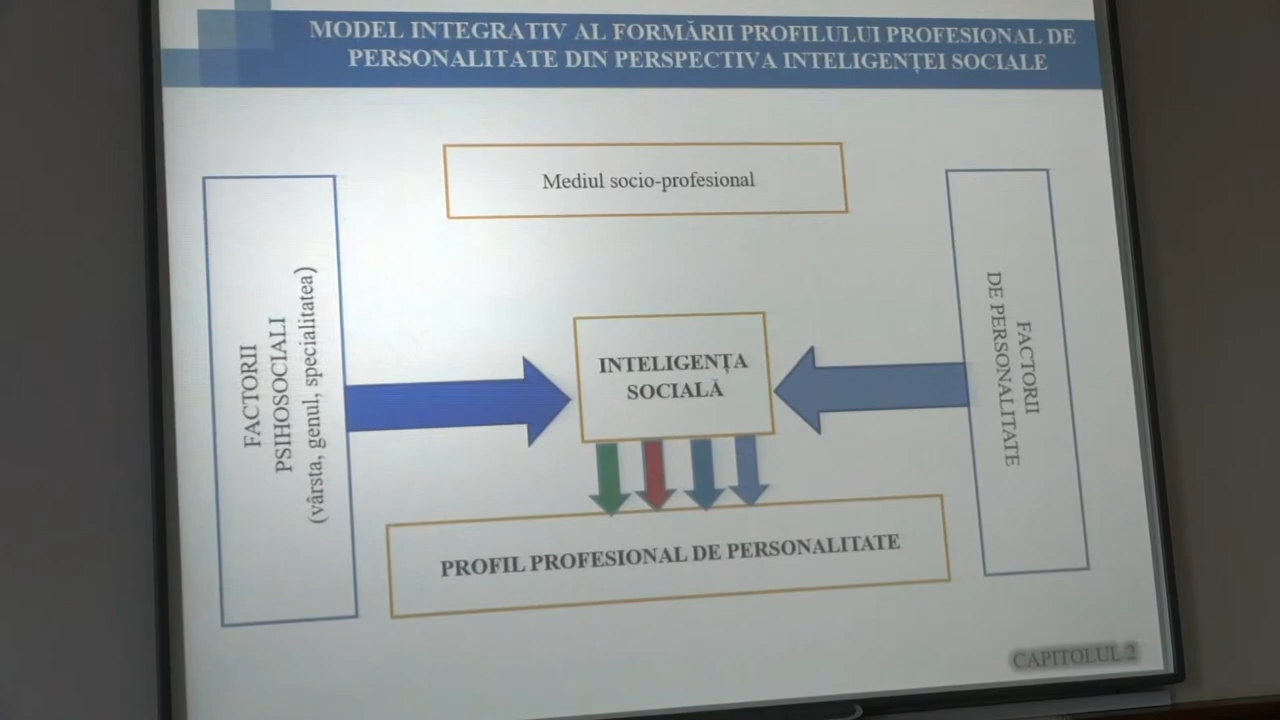 MODEL INTEGRATIV AL FORMĂRII PROFILULUI PROFESIONAL DE
PERSONALITATE DIN PERSPECTIVA INTELIGENȚEI SOCIALE
Mediul socio-profesional
FACTORII
PSIHOSOCIALI
(vârsta, genul, specialitatea)
INTELIGENȚA
SOCIALĂ
FACTORII
DE PERSONALITATE
PROFIL PROFESIONAL DE PERSONALITATE
CAPITOLUL 2